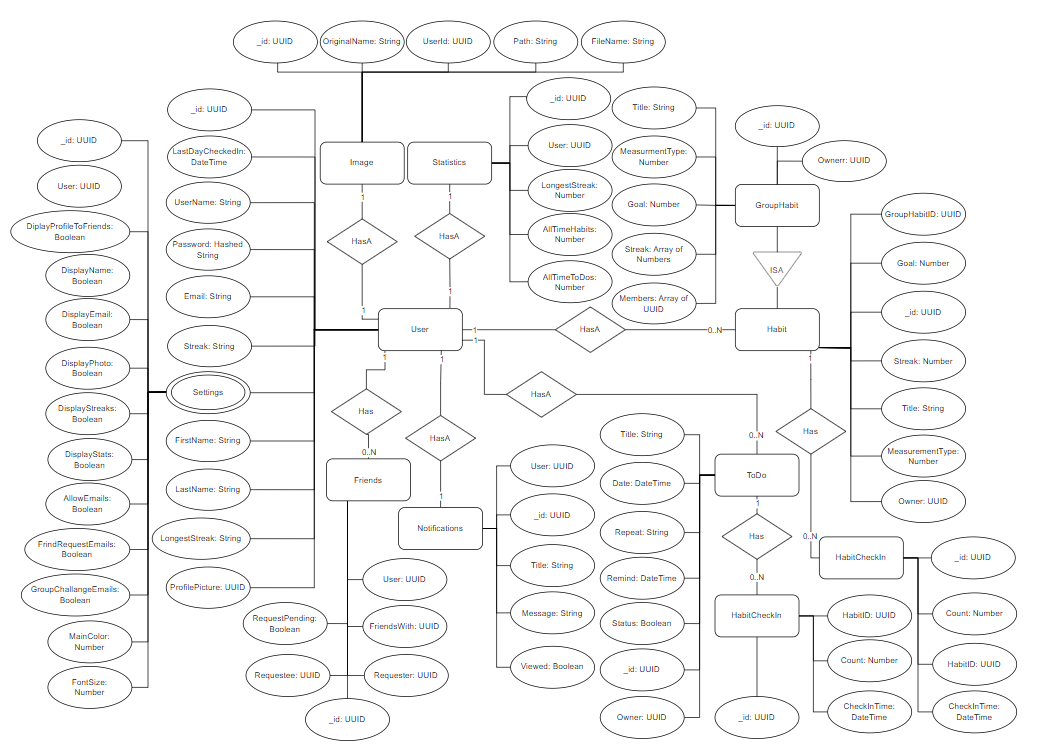 _id: UUID
OriginalName: String
UserId: UUID
Path: String
FileName: String
_id: UUID
LastDayCheckedIn:
DateTime
UserName: String
Password: Hashed
String
Email: String
Streak: String
Settings
FirstName: String
LastName: String
LongestStreak: String
ProfilePicture: UUID
_id: UUID
User: UUID
DiplayProfileToFriends:
Boolean
DisplayName:
Boolean
DisplayEmail:
Boolean
DisplayPhoto:
Boolean
DisplayStreaks:
Boolean
DisplayStats:
Boolean
AllowEmails:
Boolean
FrindRequestEmails:
Boolean
GroupChallangeEmails:
Boolean
MainColor:
Number
FontSize:
Number
Image
Statistics
1
1
HasA
HasA
1
1
User
_id: UUID
User: UUID
LongestStreak:
Number
AllTimeHabits:
Number
AllTimeToDos:
Number
Title: String
MeasurmentType:
Number
Goal: Number
Streak: Array of
Numbers
Members: Array of
UUID
_id: UUID
Ownerr: UUID
GroupHabit
ISA
Habit
1
HasA
0..N
1
HasA
0..N
GroupHabitID: UUID
Goal: Number
_id: UUID
Streak: Number
Title: String
MeasurementType:
Number
Owner: UUID
1
Has
0..N
HabitCheckIn
_id: UUID
Count: Number
HabitID: UUID
CheckInTime:
DateTime
1
Has
0..N
Friends
1
HasA
1
Notifications
User: UUID
FriendsWith: UUID
Requester: UUID
RequestPending:
Boolean
Requestee: UUID
_id: UUID
User: UUID
_id: UUID
Title: String
Message: String
Viewed: Boolean
Title: String
Date: DateTime
Repeat: String
Remind: DateTime
Status: Boolean
_id: UUID
Owner: UUID
ToDo
1
Has
0..N
HabitCheckIn
HabitID: UUID
Count: Number
CheckInTime:
DateTime
_id: UUID